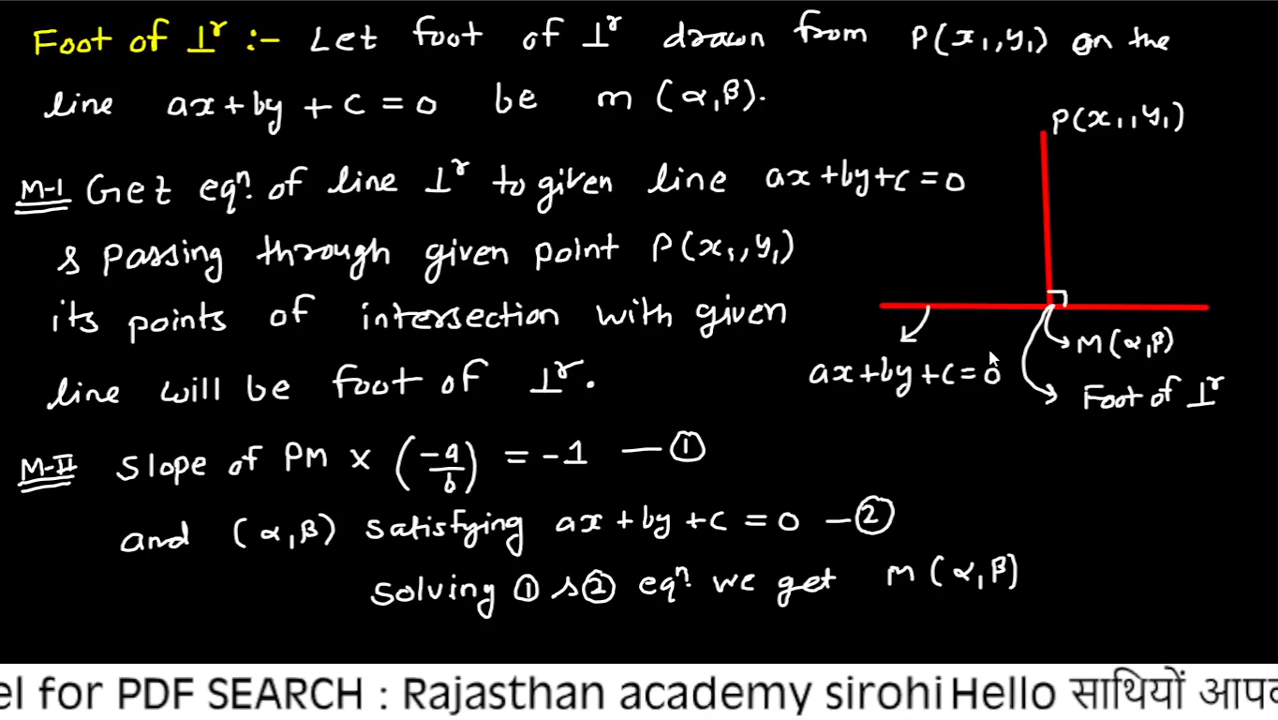 Foot of ⊥ʳ :- Let foot of ⊥ʳ drawn from P(x₁,y₁) on the
line ax+by+c=0 be m (α,β).
P(x₁,y₁)
M-I Get eqⁿ. of line ⊥ʳ to given line ax+by+c=0
& passing through given point P(x₁,y₁)
its points of intersection with given
line will be foot of ⊥ʳ.
M(α,β)
ax+by+c=0
Foot of ⊥ʳ
M-II Slope of PM × (-a/b) = -1 — ①
and (α,β) satisfying ax+by+c=0 — ②
Solving ① & ② eqⁿ. we get M(α,β)
el for PDF SEARCH : Rajasthan academy sirohi Hello साथियों आपक